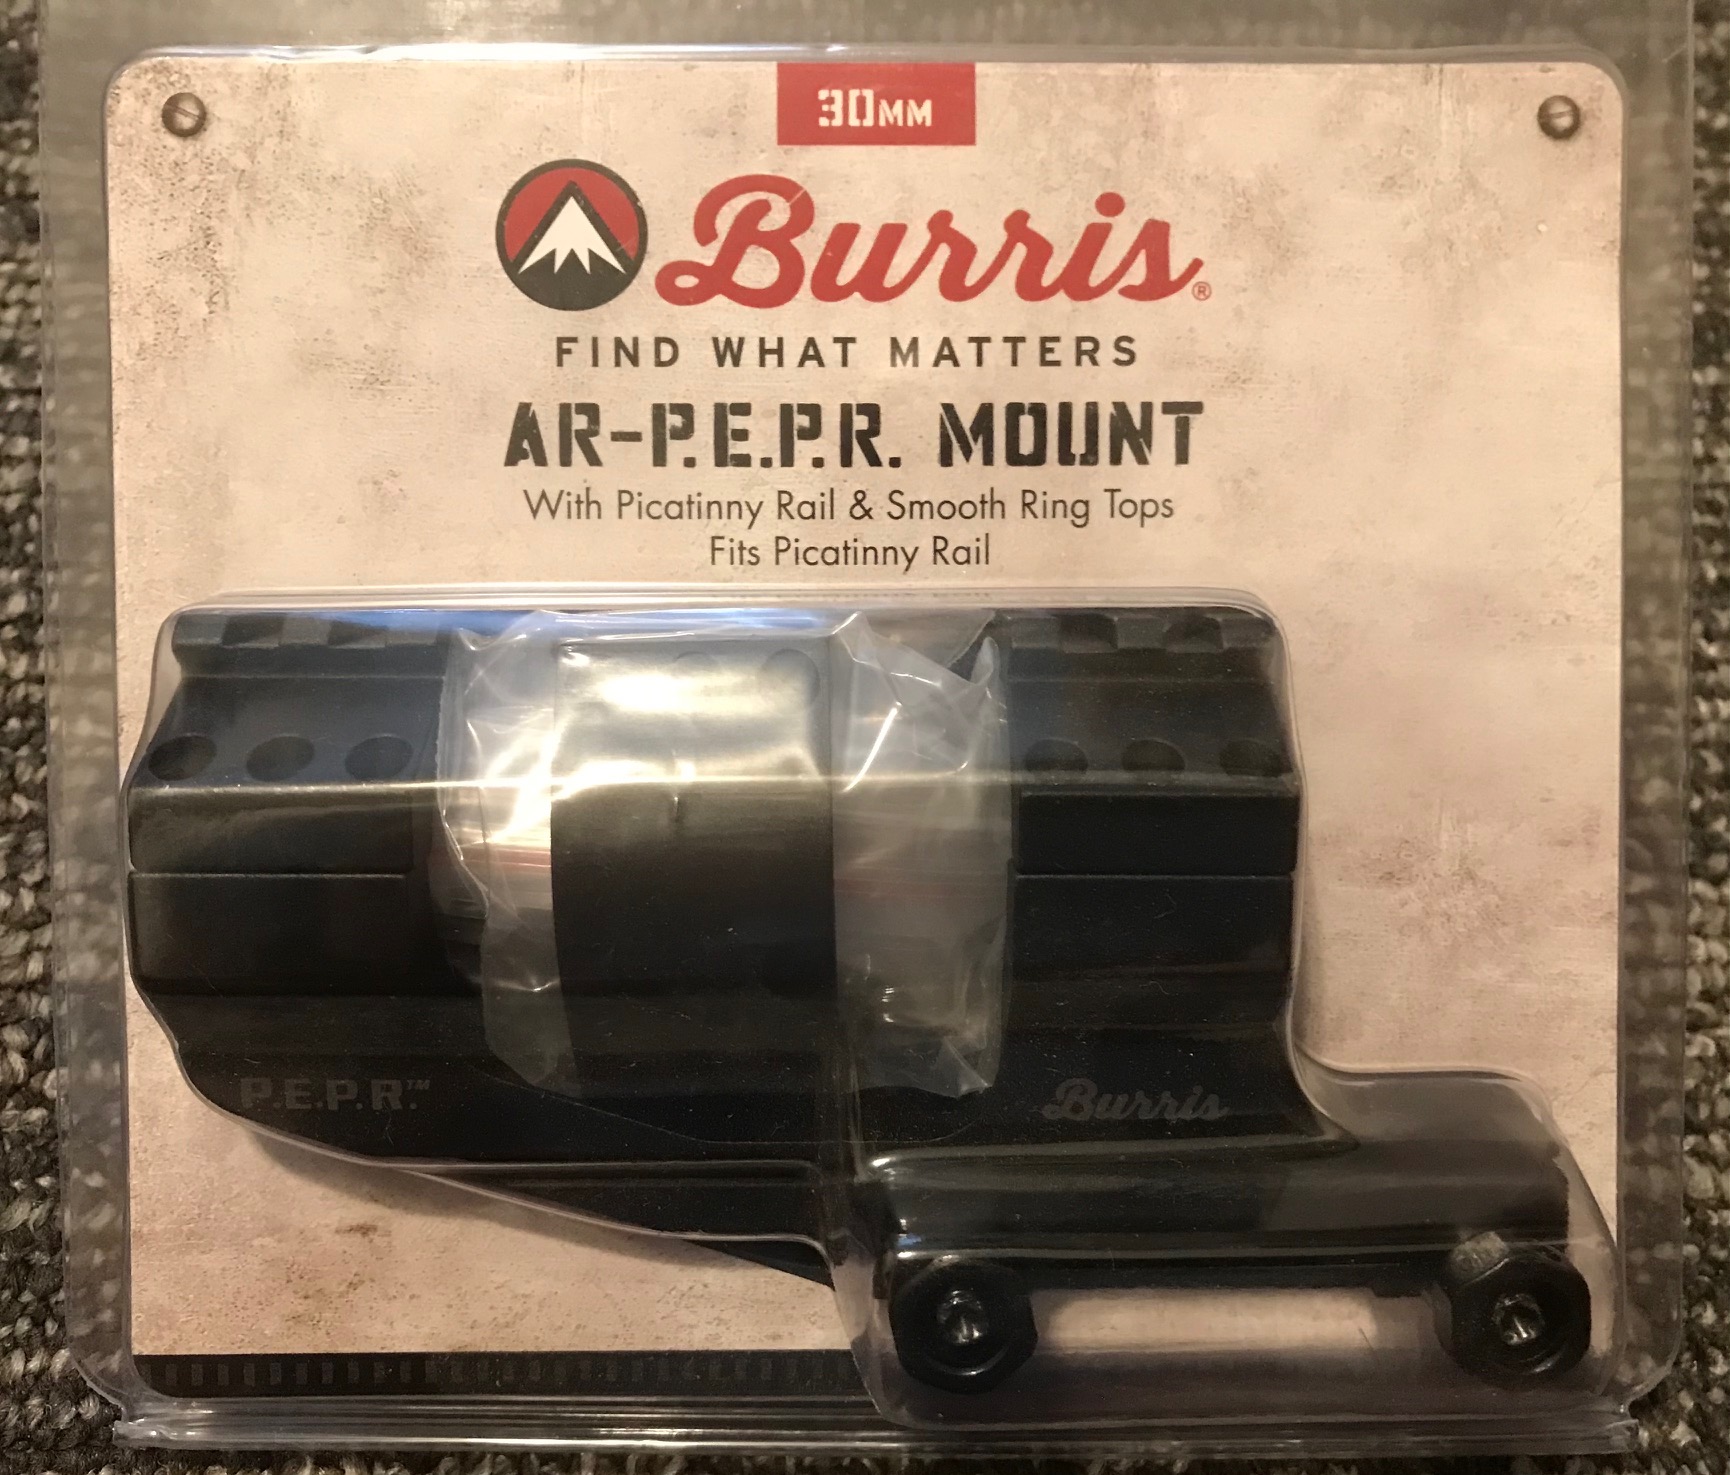 30MM
Burris®
FIND WHAT MATTERS
AR-P.E.P.R. MOUNT
With Picatinny Rail & Smooth Ring Tops
Fits Picatinny Rail
P.E.P.R.™
Burris